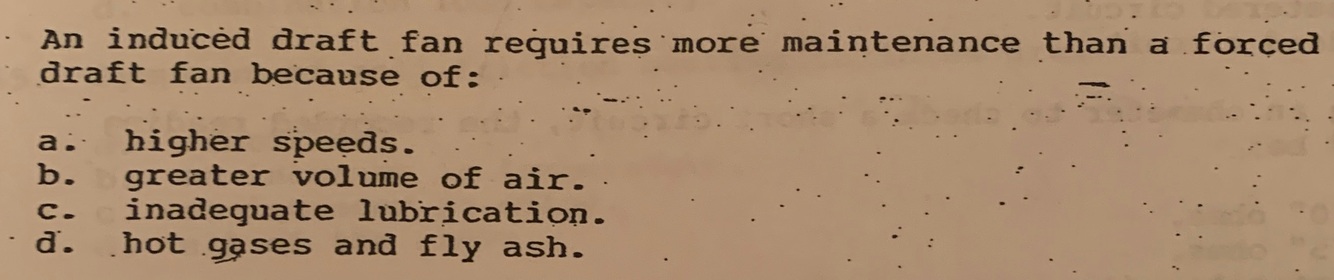 An induced draft fan requires more maintenance than a forced
draft fan because of:
a. higher speeds.
b. greater volume of air.
c. inadequate lubrication.
d. hot gases and fly ash.